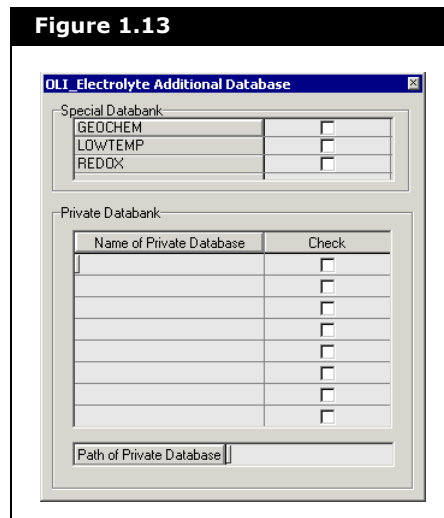 Figure 1.13
OLI_Electrolyte Additional Database
Special Databank
GEOCHEM
LOWTEMP
REDOX
Private Databank
Name of Private Database Check
Path of Private Database